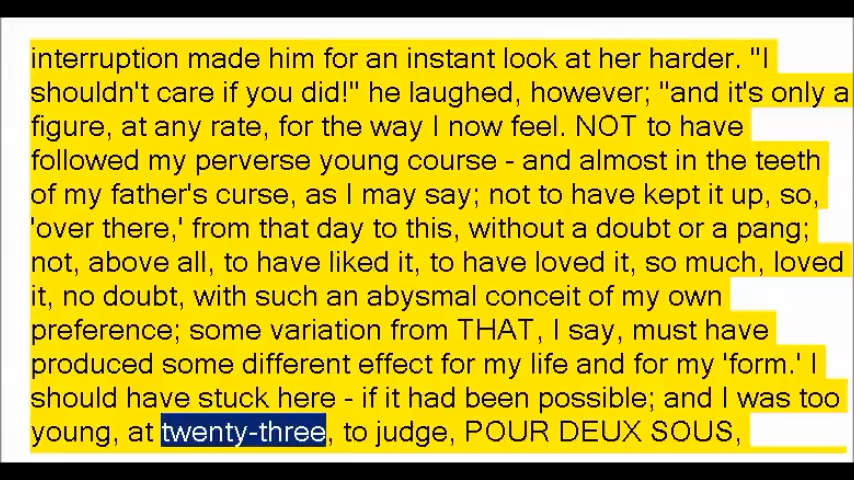 interruption made him for an instant look at her harder. "I
shouldn't care if you did!" he laughed, however; "and it's only a
figure, at any rate, for the way I now feel. NOT to have
followed my perverse young course - and almost in the teeth
of my father's curse, as I may say; not to have kept it up, so,
'over there,' from that day to this, without a doubt or a pang;
not, above all, to have liked it, to have loved it, so much, loved
it, no doubt, with such an abysmal conceit of my own
preference; some variation from THAT, I say, must have
produced some different effect for my life and for my 'form.' I
should have stuck here - if it had been possible; and I was too
young, at twenty-three, to judge, POUR DEUX SOUS,